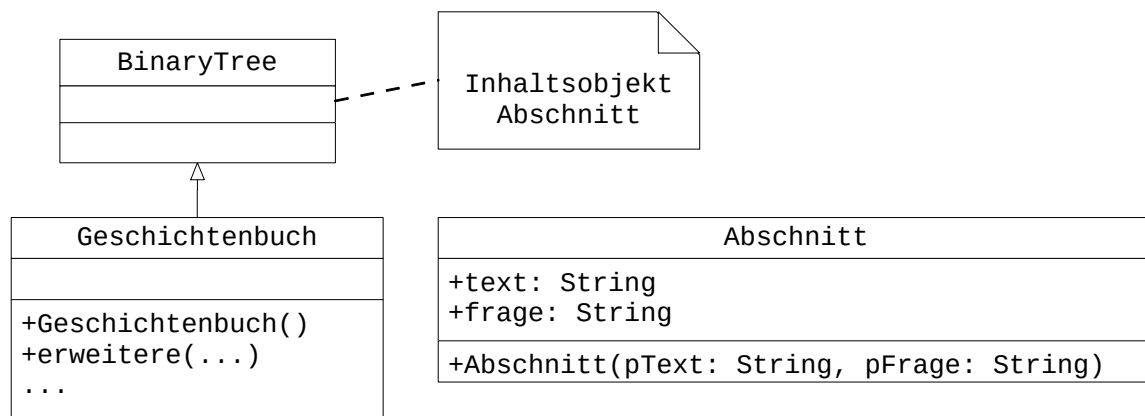 BinaryTree
Inhaltsobjekt
Abschnitt
Geschichtenbuch
+Geschichtenbuch()
+erweitere(...)
...
Abschnitt
+text: String
+frage: String
+Abschnitt(pText: String, pFrage: String)